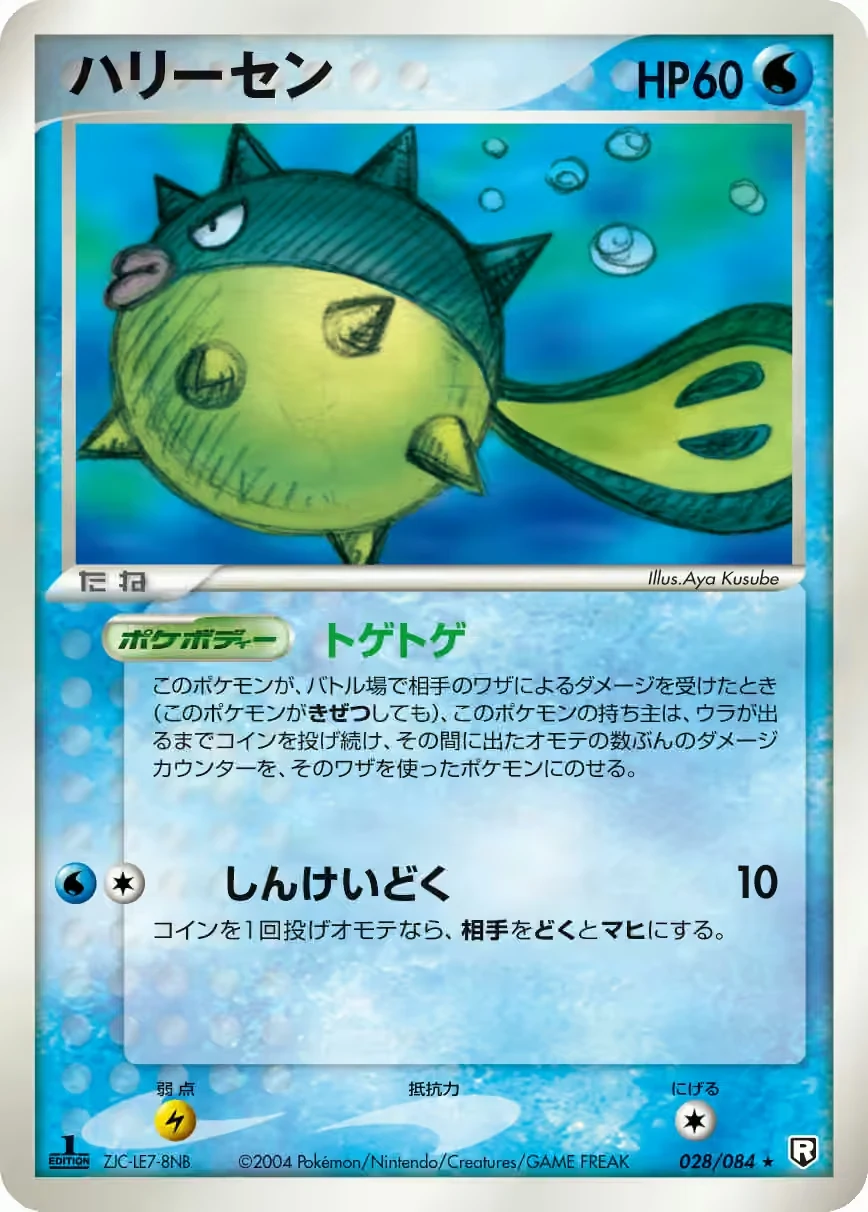 ハリーセン HP60
たね
Illus.Aya Kusube
ポケボディー トゲトゲ
このポケモンが、バトル場で相手のワザによるダメージを受けたとき
(このポケモンがきぜつしても)、このポケモンの持ち主は、ウラが出
るまでコインを投げ続け、その間に出たオモテの数ぶんのダメージ
カウンターを、そのワザを使ったポケモンにのせる。
しんけいどく 10
コインを1回投げオモテなら、相手をどくとマヒにする。
弱点 抵抗力 にげる
1 EDITION ZJC-LE7-8NB ©2004 Pokémon/Nintendo/Creatures/GAME FREAK 028/084 ★ R